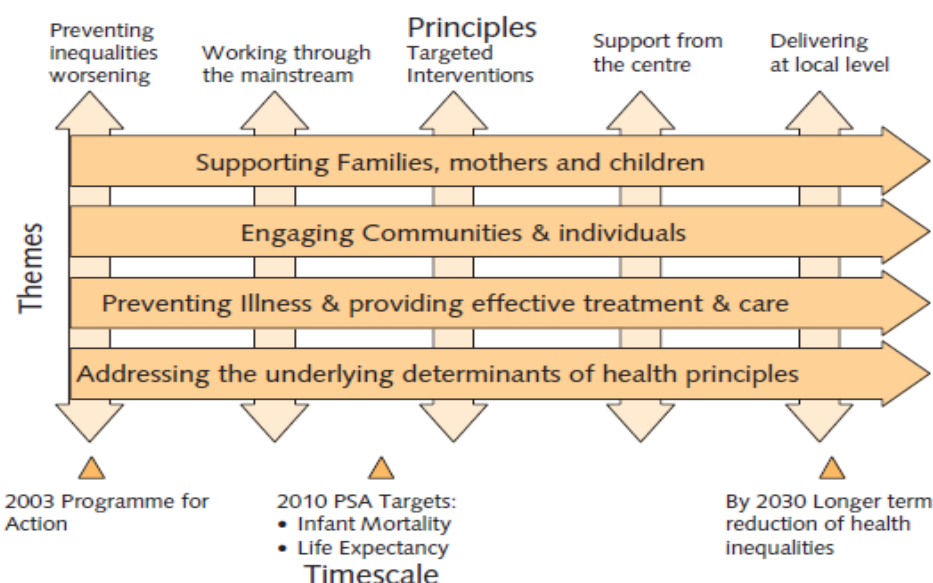 Principles
Preventing
inequalities
worsening
Working through
the mainstream
Targeted
Interventions
Support from
the centre
Delivering
at local level
Themes
Supporting Families, mothers and children
Engaging Communities & individuals
Preventing Illness & providing effective treatment & care
Addressing the underlying determinants of health principles
2003 Programme for
Action
2010 PSA Targets:
• Infant Mortality
• Life Expectancy
By 2030 Longer term
reduction of health
inequalities
Timescale